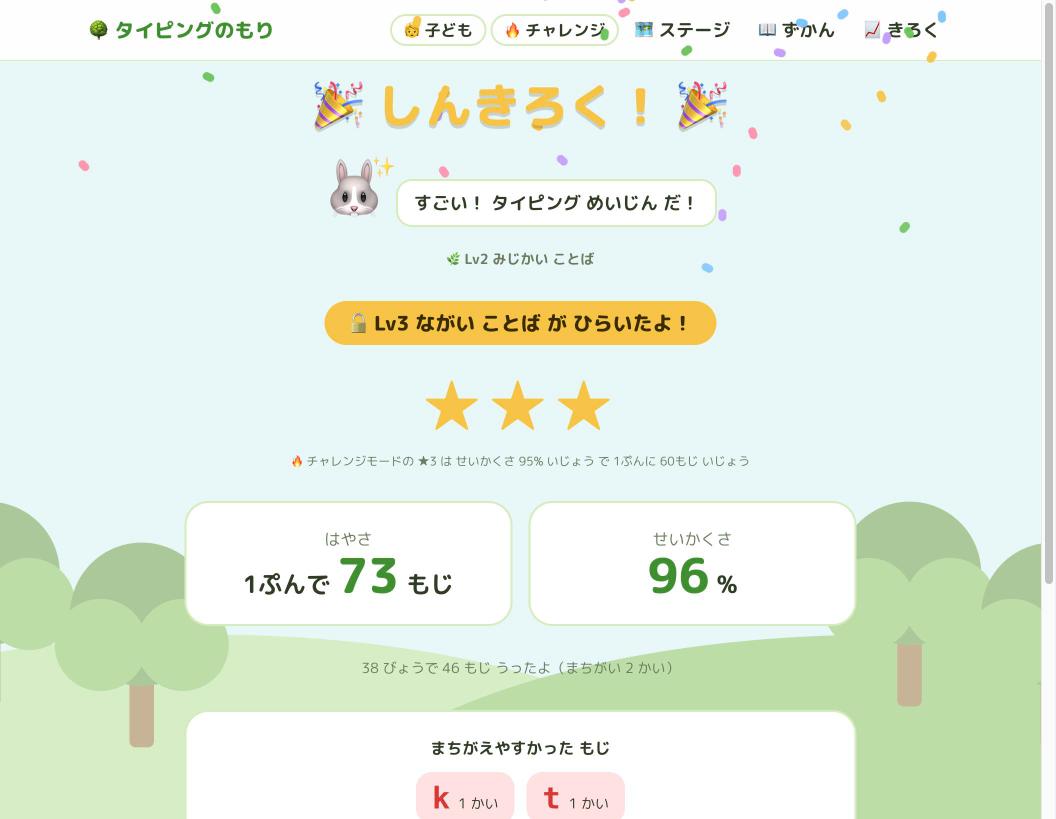 🌳 タイピングのもり
🧒 子ども
🔥 チャレンジ
🗺️ ステージ
📖 ずかん
📈 きろく
🎉 しんきろく！ 🎉
すごい！ タイピング めいじん だ！
🌿 Lv2 みじかい ことば
🔓 Lv3 ながい ことば が ひらいたよ！
★★★
🔥 チャレンジモードの ★3 は せいかくさ 95% いじょう で 1ぷんに 60もじ いじょう
はやさ
1ぷんで 73 もじ
せいかくさ
96 %
38 びょうで 46 もじ うったよ（まちがい 2 かい）
まちがえやすかった もじ
k 1 かい
t 1 かい